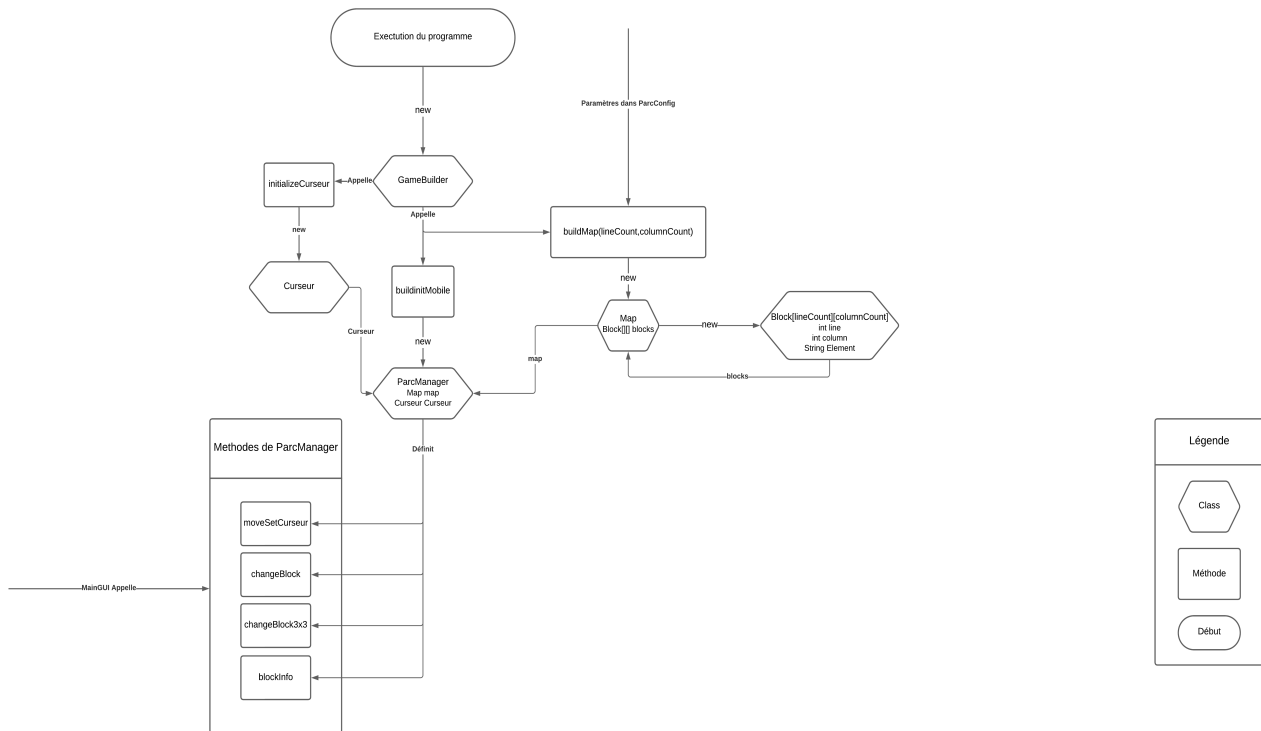 Exectution du programme
new
Paramètres dans ParcConfig
GameBuilder
initializeCurseur
Appelle
Appelle
buildMap(lineCount,columnCount)
new
new
Curseur
buildinitMobile
Map
Block[][] blocks
new
Block[lineCount][columnCount]
int line
int column
String Element
Curseur
new
map
blocks
ParcManager
Map map
Curseur Curseur
Définit
Methodes de ParcManager
moveSetCurseur
changeBlock
changeBlock3x3
blockInfo
MainGUI Appelle
Légende
Class
Méthode
Début